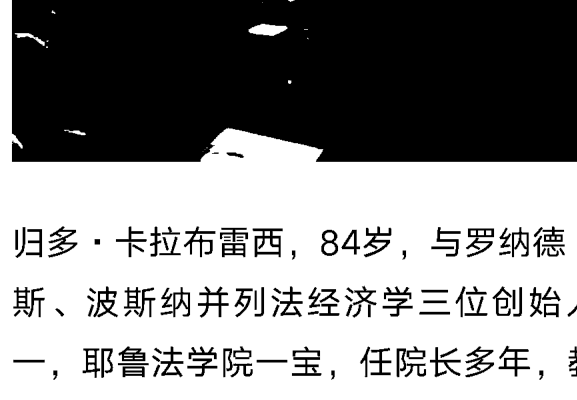 归多·卡拉布雷西，84岁，与罗纳德
斯、波斯纳并列法经济学三位创始
一，耶鲁法学院一宝，任院长多年，